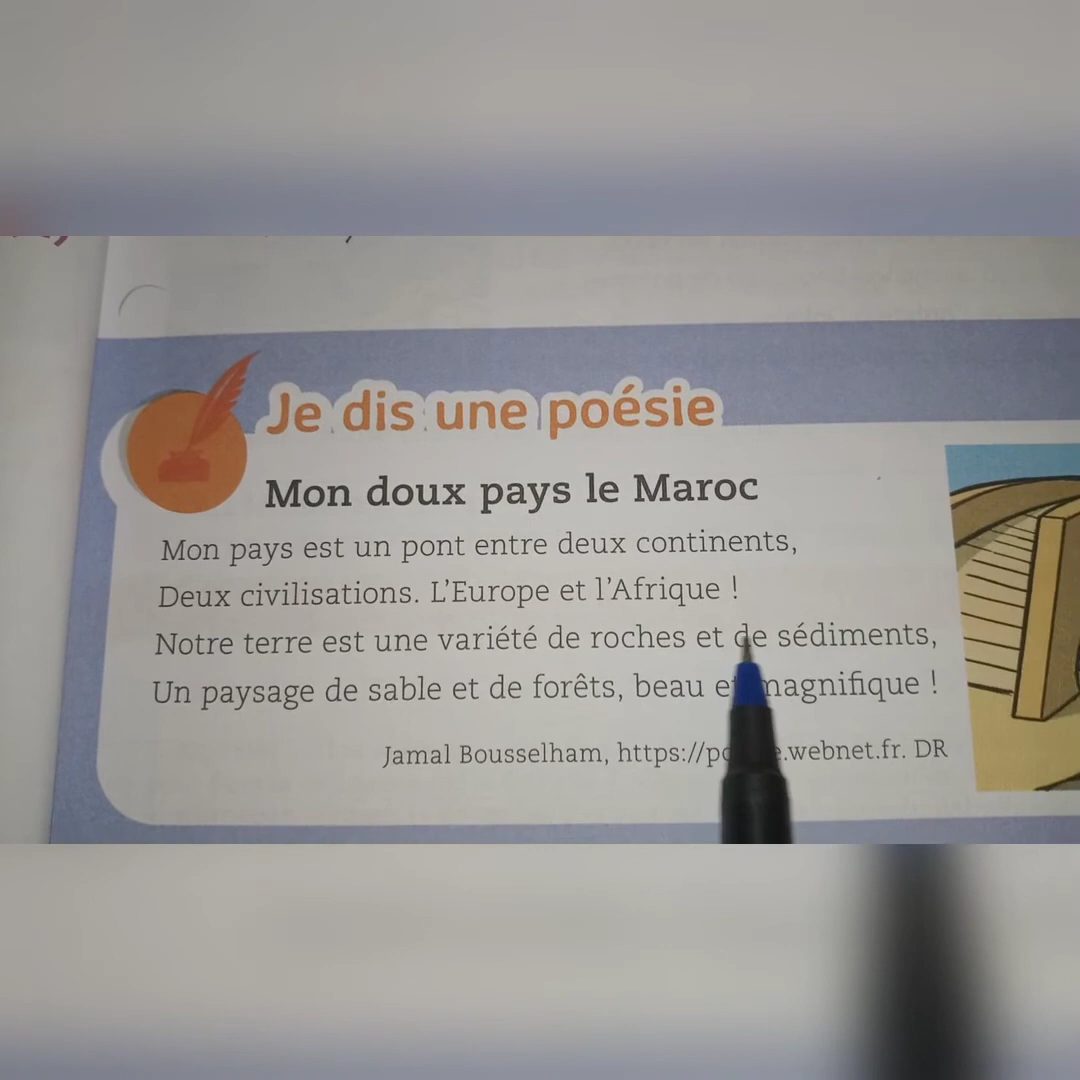 Je dis une poésie
Mon doux pays le Maroc
Mon pays est un pont entre deux continents,
Deux civilisations. L'Europe et l'Afrique !
Notre terre est une variété de roches et de sédiments,
Un paysage de sable et de forêts, beau et magnifique !
Jamal Bousselham, .webnet.fr. DR